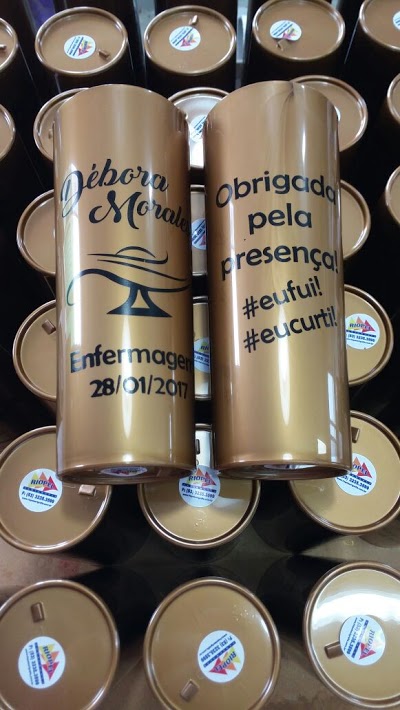 Débora
Morale
Enfermagem
28/01/2017
Obrigada
pela
presença!
#eufui!
#eucurti!